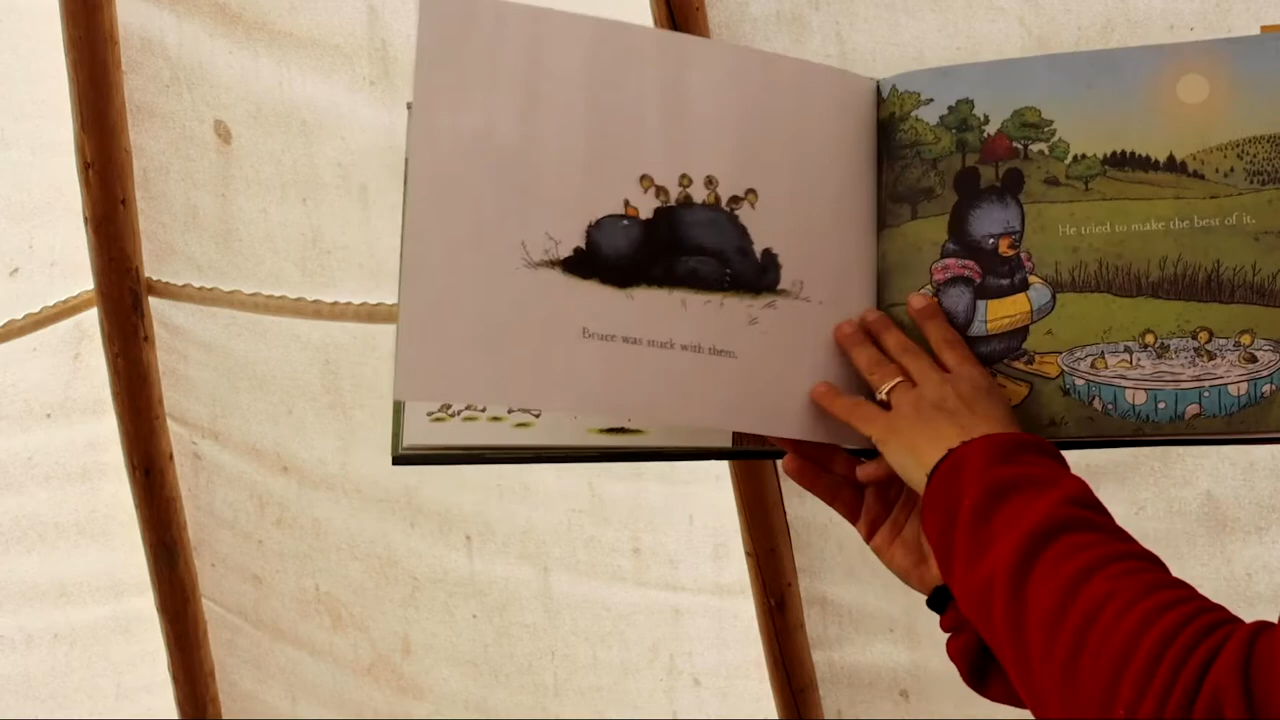 Bruce was stuck with them.
He tried to make the best of it.